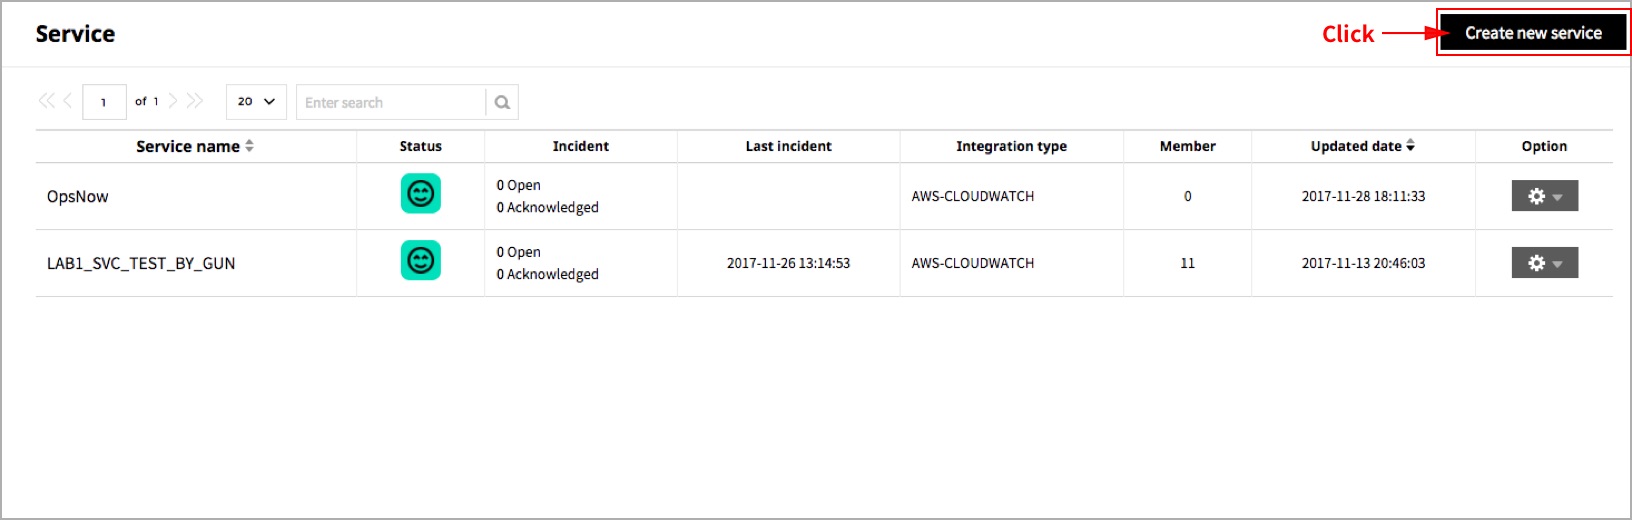 Service
Click
Create new service
1 of 1
20
Enter search
Service name Status Incident Last incident Integration type Member Updated date Option
OpsNow
0 Open
0 Acknowledged
AWS-CLOUDWATCH
0
2017-11-28 18:11:33
LAB1_SVC_TEST_BY_GUN
0 Open
0 Acknowledged
2017-11-26 13:14:53
AWS-CLOUDWATCH
11
2017-11-13 20:46:03